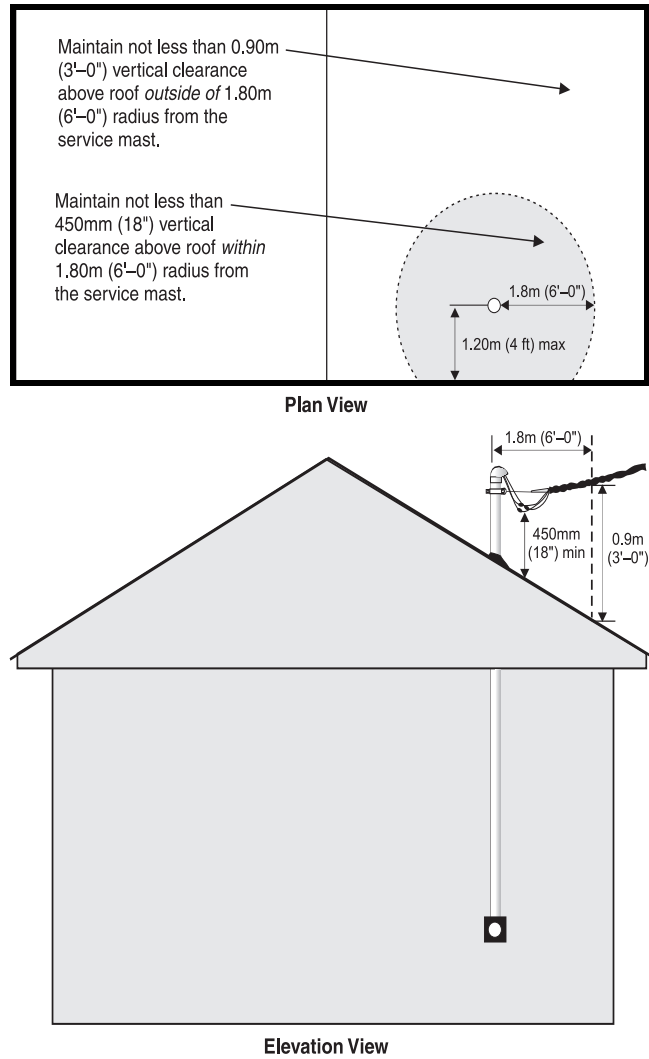 Maintain not less than 0.90m
(3'–0") vertical clearance
above roof outside of 1.80m
(6'–0") radius from the
service mast.
Maintain not less than
450mm (18") vertical
clearance above roof within
1.80m (6'–0") radius from
the service mast.
1.8m (6'–0")
1.20m (4 ft) max
Plan View
1.8m (6'–0")
450mm
(18") min
0.9m
(3'–0")
Elevation View